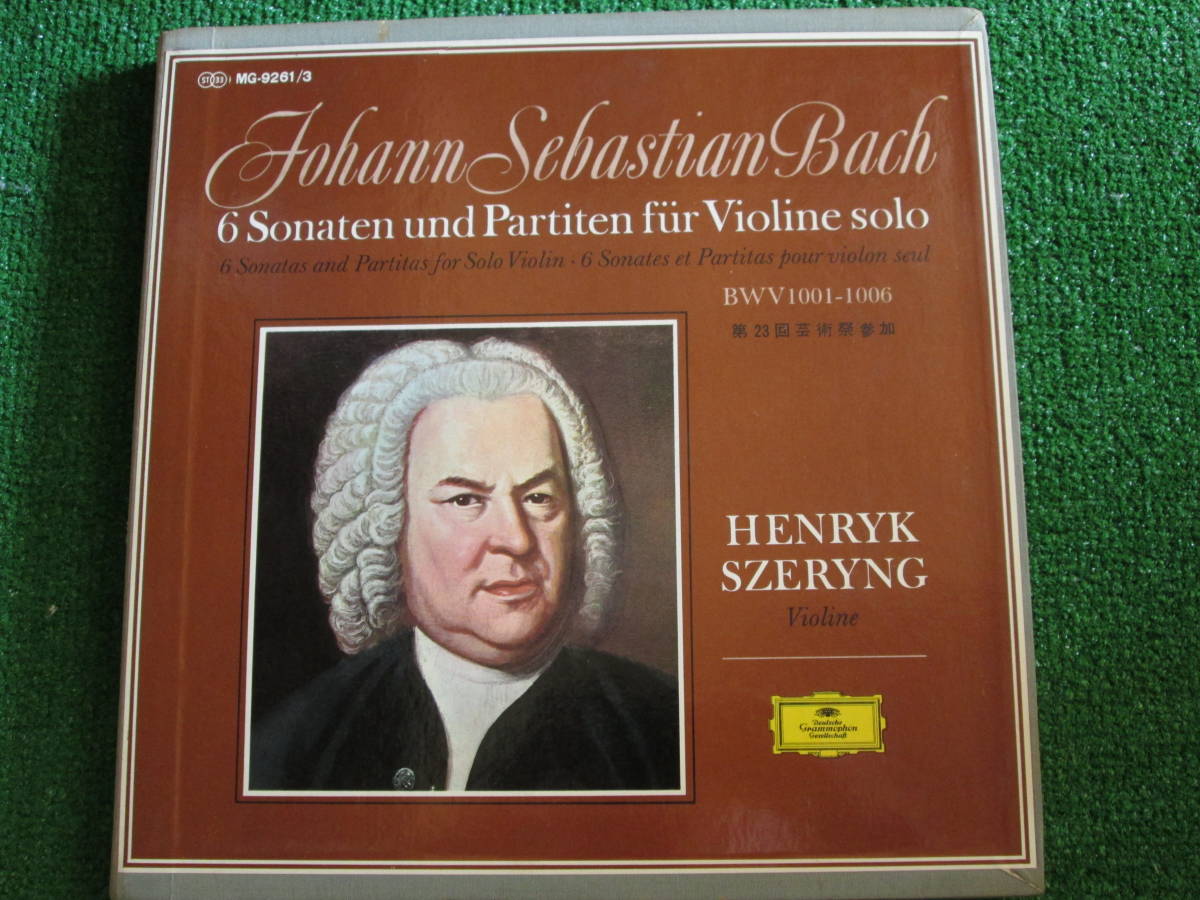 ST 33 MG-9261/3
Johann Sebastian Bach
6 Sonaten und Partiten für Violine solo
6 Sonatas and Partitas for Solo Violin · 6 Sonates et Partitas pour violon seul
BWV 1001-1006
第23回芸術祭参加
HENRYK
SZERYNG
Violine
Deutsche
Grammophon
Gesellschaft